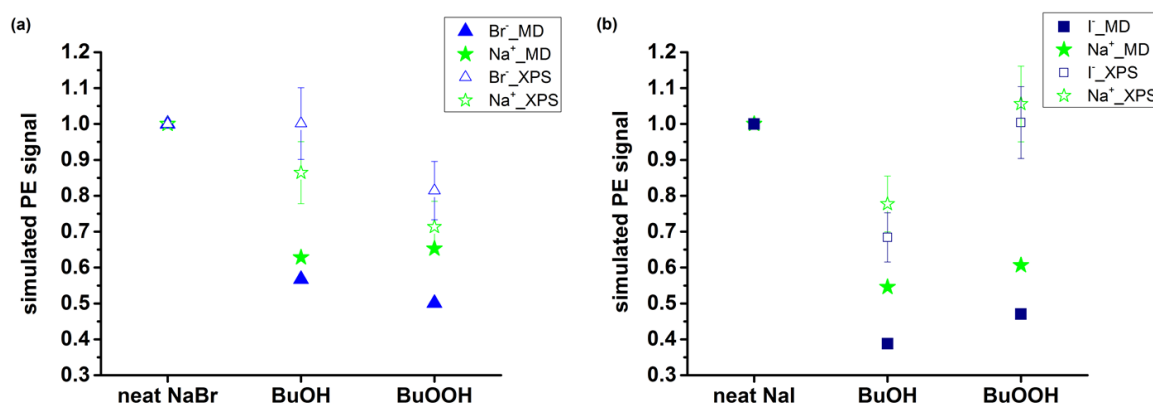 (a)
Br⁻_MD
Na⁺_MD
Br⁻_XPS
Na⁺_XPS
simulated PE signal
1.2
1.1
1.0
0.9
0.8
0.7
0.6
0.5
0.4
0.3
neat NaBr
BuOH
BuOOH
(b)
I⁻_MD
Na⁺_MD
I⁻_XPS
Na⁺_XPS
simulated PE signal
1.2
1.1
1.0
0.9
0.8
0.7
0.6
0.5
0.4
0.3
neat NaI
BuOH
BuOOH